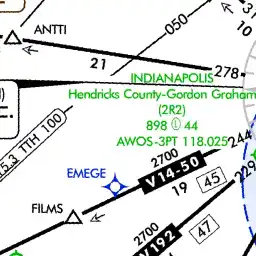 050
ANTTI
21
278
INDIANAPOLIS
Hendricks County-Gordon Graham
(2R2)
898 Ⓛ 44
AWOS-3PT 118.025
15.3 TTH 100
2700
244
V14-50
EMEGE
19
45
229
FILMS
2700
V192
47